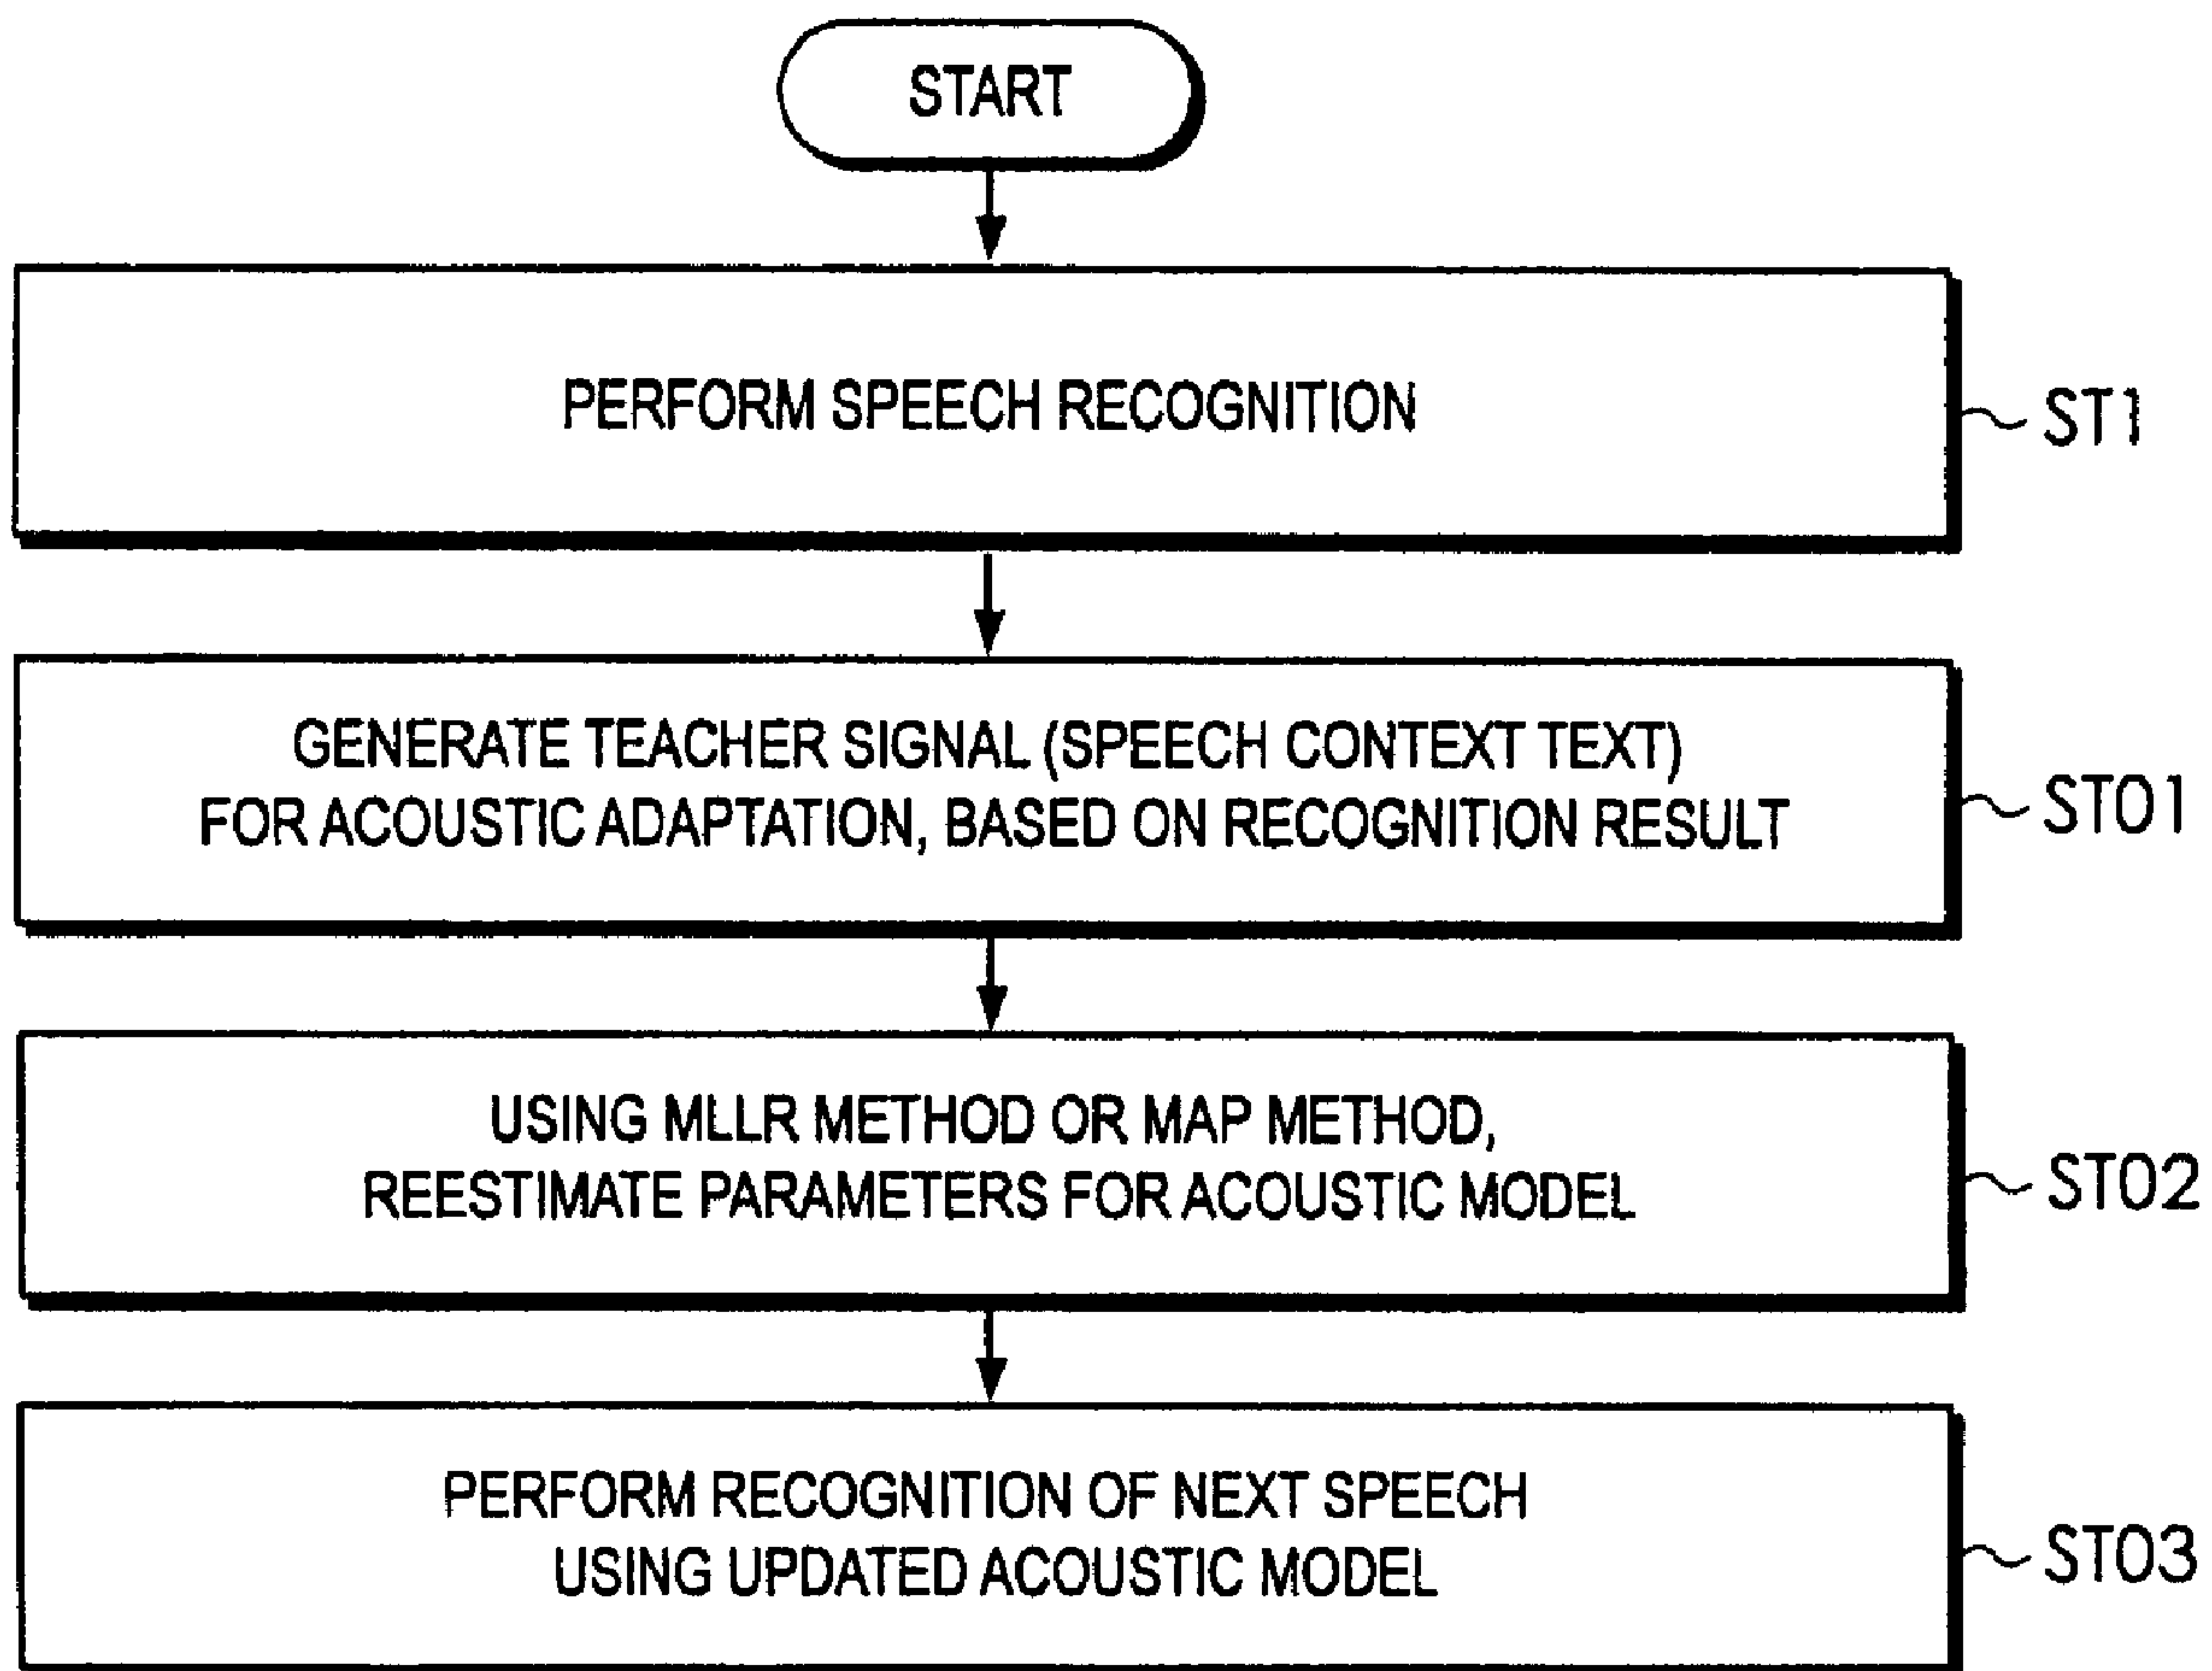 START
PERFORM SPEECH RECOGNITION
ST1
GENERATE TEACHER SIGNAL (SPEECH CONTEXT TEXT)
FOR ACOUSTIC ADAPTATION, BASED ON RECOGNITION RESULT
ST01
USING MLLR METHOD OR MAP METHOD,
REESTIMATE PARAMETERS FOR ACOUSTIC MODEL
ST02
PERFORM RECOGNITION OF NEXT SPEECH
USING UPDATED ACOUSTIC MODEL
ST03